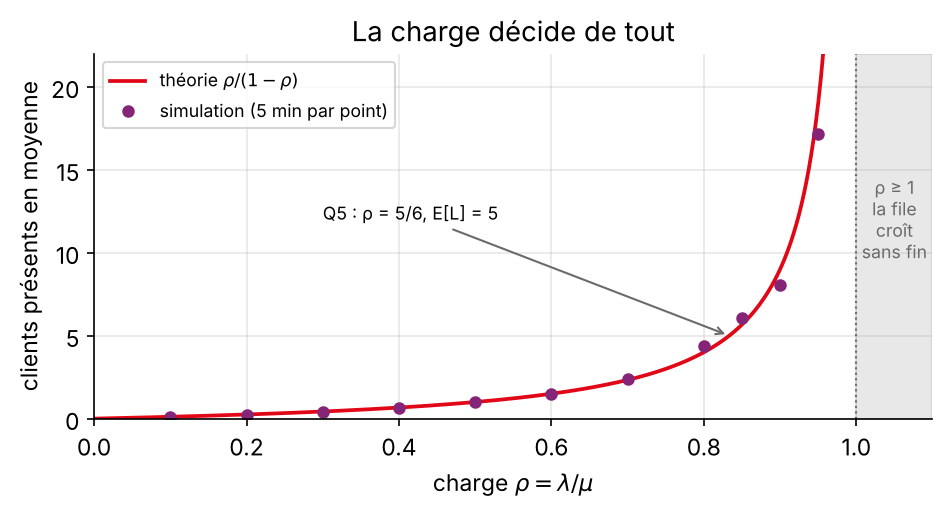 La charge décide de tout
théorie ρ/(1 − ρ)
simulation (5 min par point)
clients présents en moyenne
20
15
10
5
0
Q5 : ρ = 5/6, E[L] = 5
ρ ≥ 1
la file
croît
sans fin
0.0 0.2 0.4 0.6 0.8 1.0
charge ρ = λ/μ